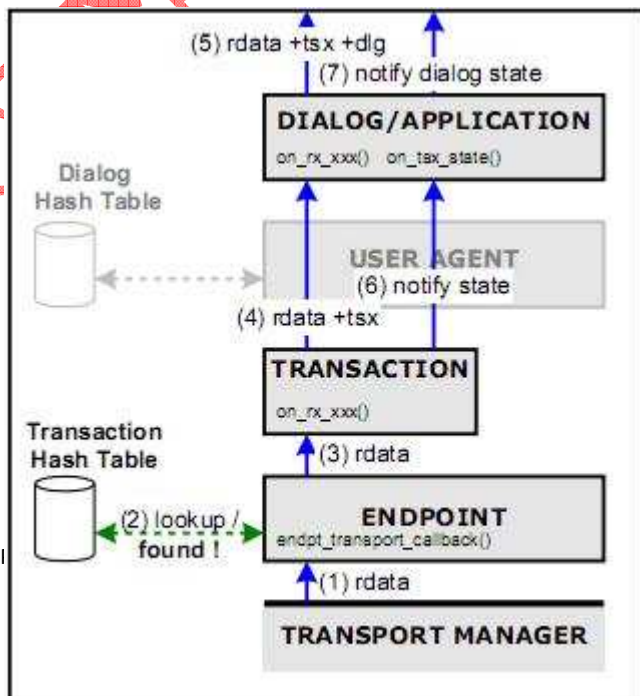 (5) rdata +tsx +dlg
(7) notify dialog state
DIALOG/APPLICATION
on_rx_xxx() on_tsx_state()
Dialog
Hash Table
USER AGENT
(6) notify state
(4) rdata +tsx
TRANSACTION
on_rx_xxx()
Transaction
Hash Table
(3) rdata
(2) lookup /
found !
ENDPOINT
endpt_transport_callback()
(1) rdata
TRANSPORT MANAGER